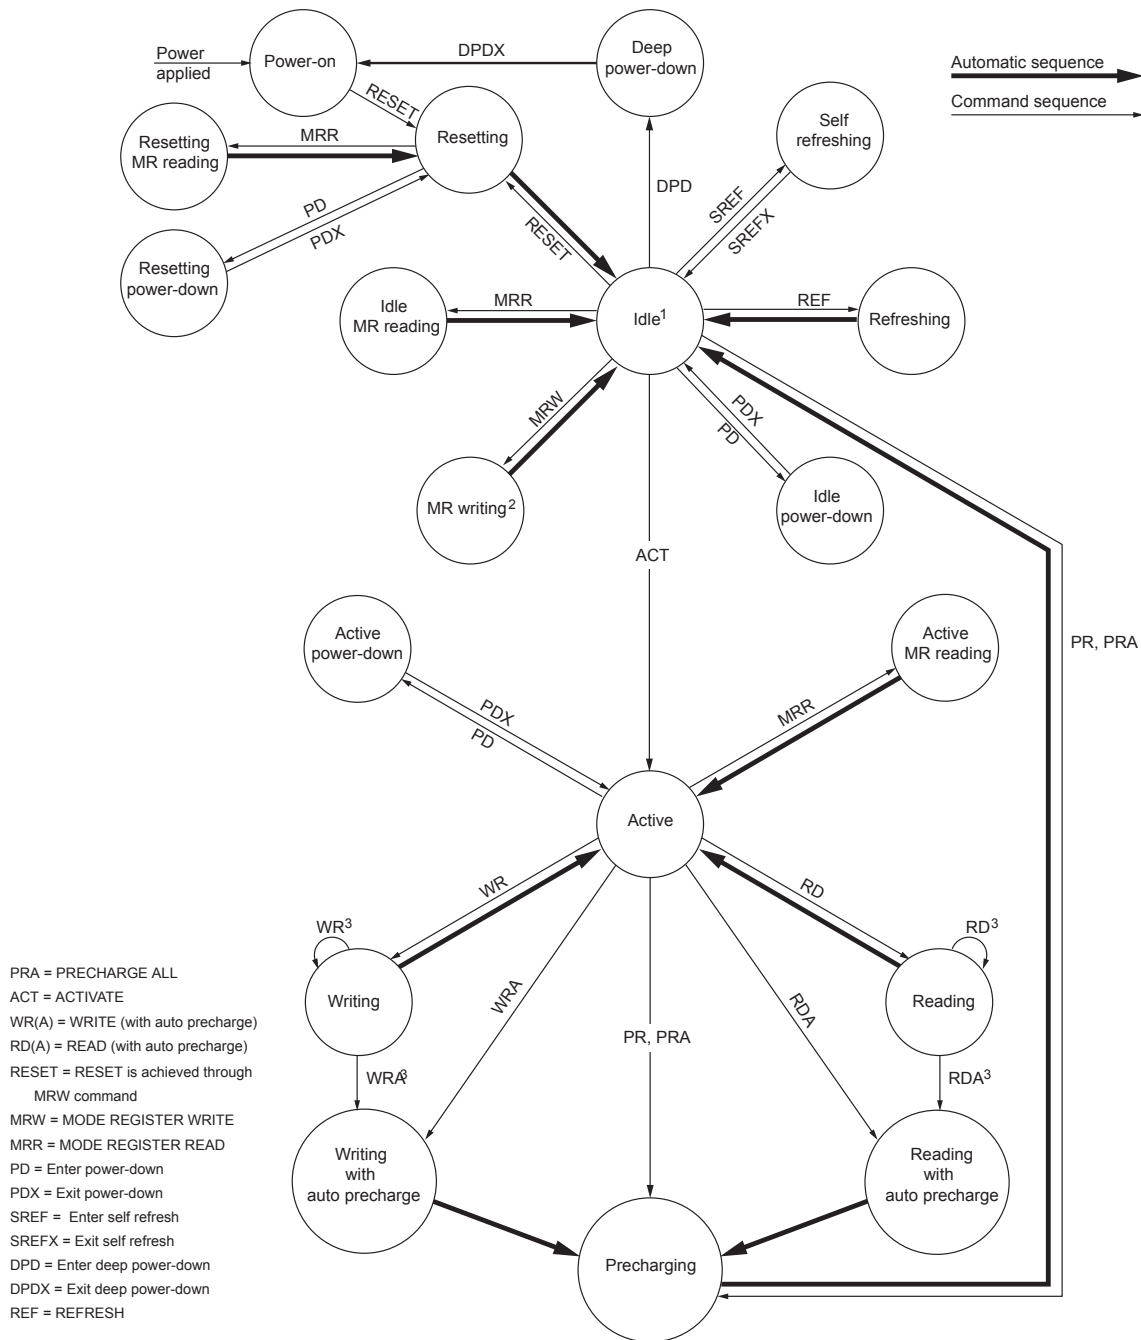 Power
applied
Power-on
DPDX
Deep
power-down
Automatic sequence
Command sequence
RESET
Resetting
MR reading
MRR
Resetting
Self
refreshing
DPD
SREF
SREFX
PD
PDX
RESET
Resetting
power-down
Idle
MR reading
MRR
Idle1
REF
Refreshing
MRW
PDX
PD
MR writing2
Idle
power-down
ACT
Active
power-down
Active
MR reading
PR, PRA
PDX
PD
MRR
Active
WR
RD
WR3
RD3
Writing
WRA
PR, PRA
RDA
Reading
WRA3
RDA3
Writing
with
auto precharge
Reading
with
auto precharge
Precharging
PRA = PRECHARGE ALL
ACT = ACTIVATE
WR(A) = WRITE (with auto precharge)
RD(A) = READ (with auto precharge)
RESET = RESET is achieved through
MRW command
MRW = MODE REGISTER WRITE
MRR = MODE REGISTER READ
PD = Enter power-down
PDX = Exit power-down
SREF = Enter self refresh
SREFX = Exit self refresh
DPD = Enter deep power-down
DPDX = Exit deep power-down
REF = REFRESH